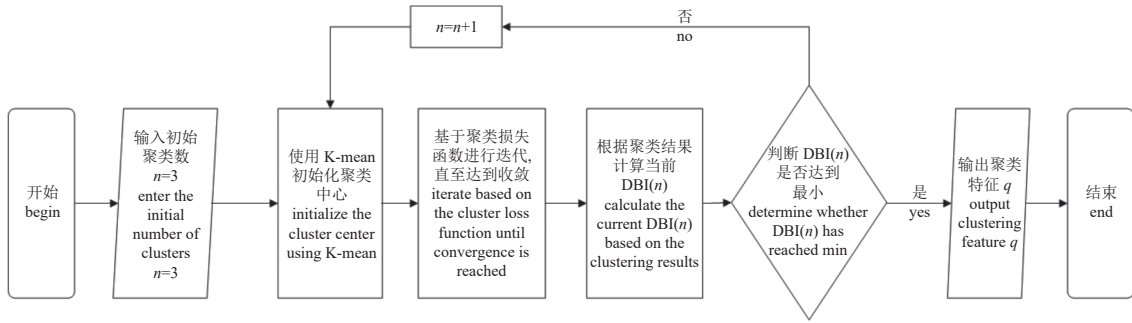 否
no
n=n+1
开始
begin
输入初始
聚类数
n=3
enter the
initial
number of
clusters
n=3
使用 K-mean
初始化聚类
中心
initialize the
cluster center
using K-mean
基于聚类损失
函数进行迭代,
直至达到收敛
iterate based on
the cluster loss
function until
convergence is
reached
根据聚类结果
计算当前
DBI(n)
calculate the
current DBI(n)
based on the
clustering results
判断 DBI(n)
是否达到
最小
determine whether
DBI(n) has
reached min
是
yes
输出聚类
特征 q
output
clustering
feature q
结束
end